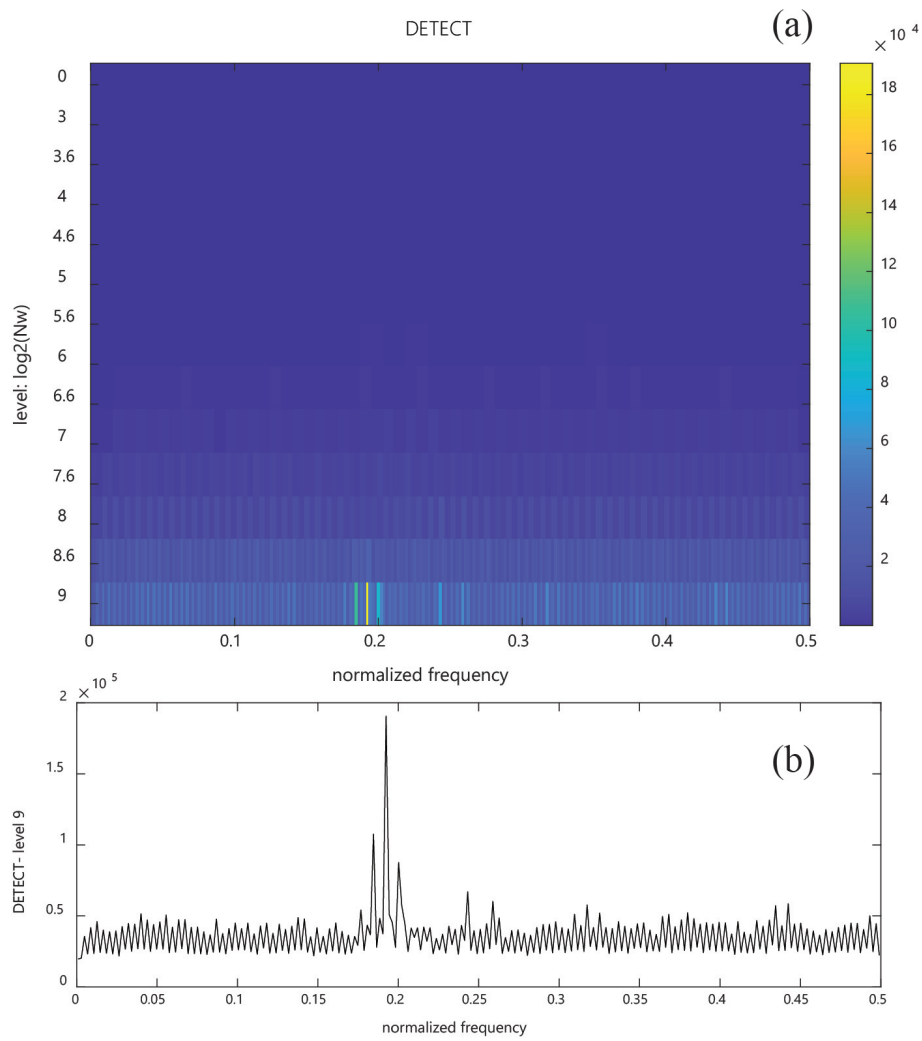 DETECT
(a)
× 10 4
0
3
3.6
4
4.6
5
5.6
6
6.6
7
7.6
8
8.6
9
level: log2(Nw)
18
16
14
12
10
8
6
4
2
0 0.1 0.2 0.3 0.4 0.5
normalized frequency
× 10 5
(b)
2
1.5
1
0.5
0
DETECT- level 9
0 0.05 0.1 0.15 0.2 0.25 0.3 0.35 0.4 0.45 0.5
normalized frequency